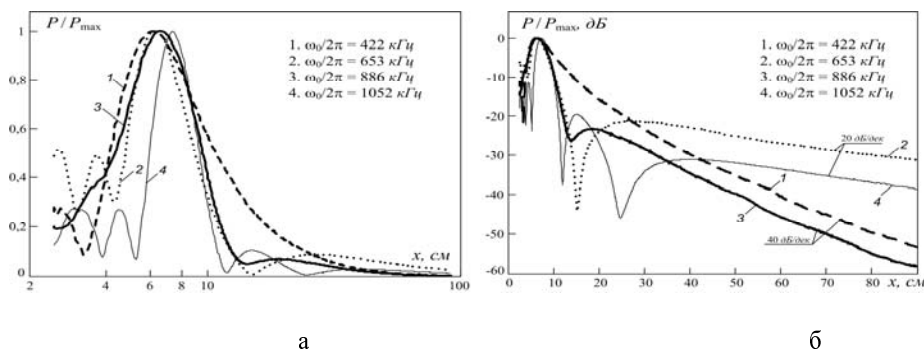 P / Pmax
1
0,8
0,6
0,4
0,2
0
2
4
6
8
10
100
x, см
1. ω₀/2π = 422 кГц
2. ω₀/2π = 653 кГц
3. ω₀/2π = 886 кГц
4. ω₀/2π = 1052 кГц
1
3
2
4
а
P / Pmax, дБ
0
-10
-20
-30
-40
-50
-60
0
10
20
30
40
50
60
70
80
x, см
1. ω₀/2π = 422 кГц
2. ω₀/2π = 653 кГц
3. ω₀/2π = 886 кГц
4. ω₀/2π = 1052 кГц
20 дБ/дек
2
1
4
3
40 дБ/дек
б